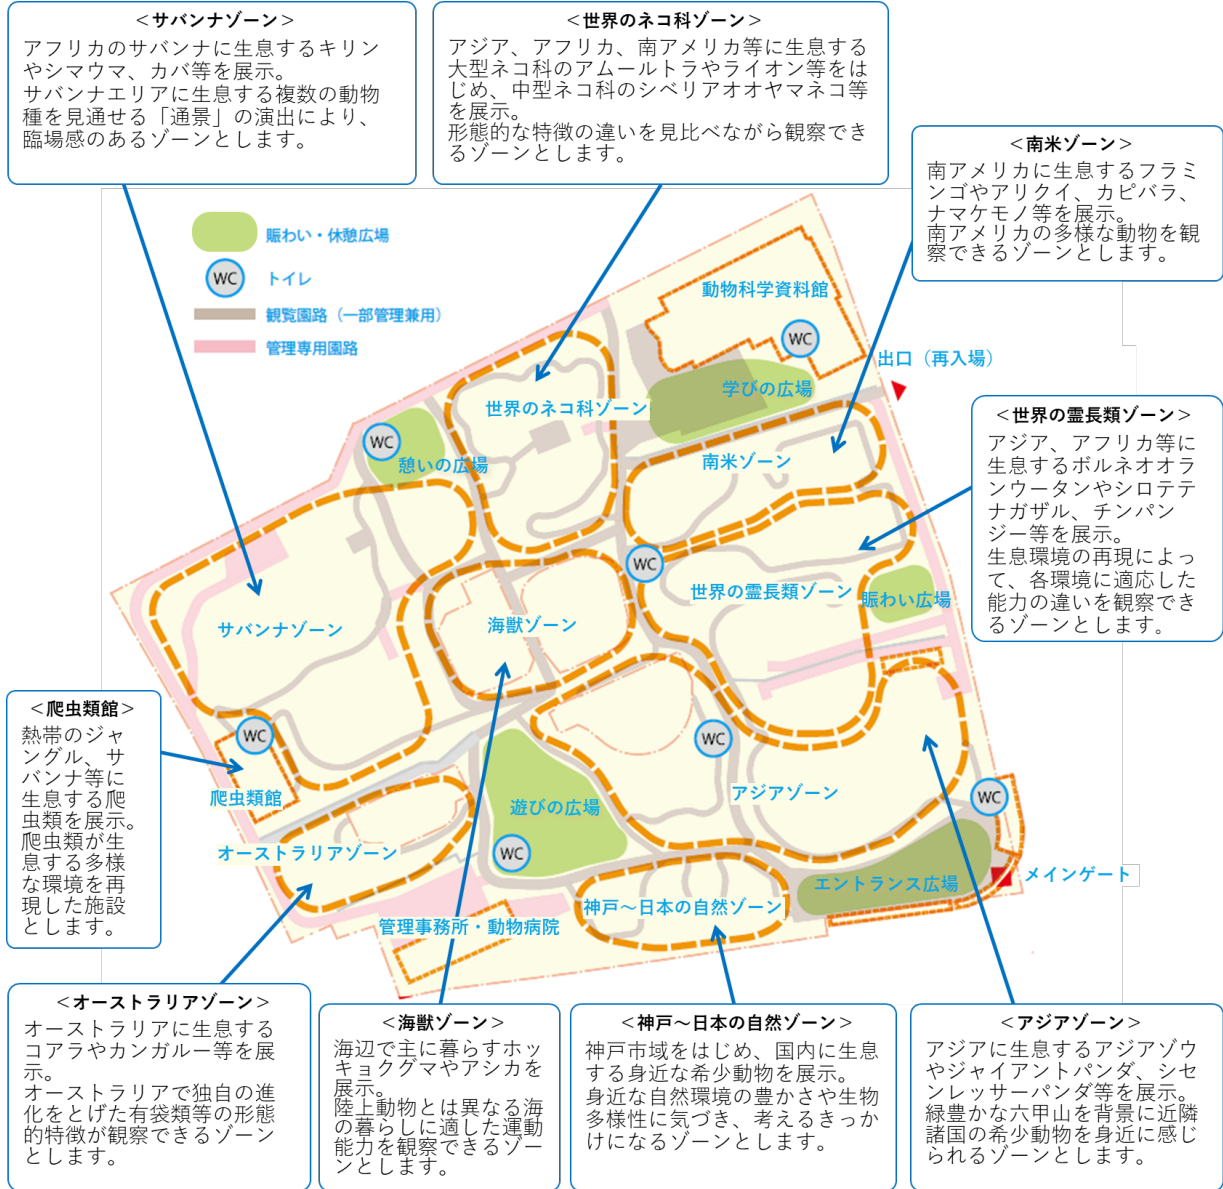 ＜サバンナゾーン＞
アフリカのサバンナに生息するキリン
やシマウマ、カバ等を展示。
サバンナエリアに生息する複数の動物
種を見通せる「通景」の演出により、
臨場感のあるゾーンとします。
＜世界のネコ科ゾーン＞
アジア、アフリカ、南アメリカ等に生息する
大型ネコ科のアムールトラやライオン等をは
じめ、中型ネコ科のシベリアオオヤマネコ等
を展示。
形態的な特徴の違いを見比べながら観察でき
るゾーンとします。
＜南米ゾーン＞
南アメリカに生息するフラミ
ンゴやアリクイ、カピバラ、
ナマケモノ等を展示。
南アメリカの多様な動物を観
察できるゾーンとします。
賑わい・休憩広場
WC
トイレ
観覧園路（一部管理兼用）
管理専用園路
動物科学資料館
WC
出口（再入場）
学びの広場
世界のネコ科ゾーン
WC
憩いの広場
南米ゾーン
＜世界の霊長類ゾーン＞
アジア、アフリカ等に
生息するボルネオオラ
ンウータンやシロテテ
ナガザル、チンパン
ジー等を展示。
生息環境の再現によっ
て、各環境に適応した
能力の違いを観察でき
るゾーンとします。
WC
世界の霊長類ゾーン
賑わい広場
サバンナゾーン
海獣ゾーン
＜爬虫類館＞
熱帯のジャ
ングル、サ
バンナ等に
生息する爬
虫類を展示。
爬虫類が生
息する多様
な環境を再
現した施設
とします。
WC
WC
爬虫類館
遊びの広場
アジアゾーン
WC
オーストラリアゾーン
WC
エントランス広場
メインゲート
神戸～日本の自然ゾーン
管理事務所・動物病院
＜オーストラリアゾーン＞
オーストラリアに生息する
コアラやカンガルー等を展
示。
オーストラリアで独自の進
化をとげた有袋類等の形態
的特徴が観察できるゾーン
とします。
＜海獣ゾーン＞
海辺で主に暮らすホッ
キョクグマやアシカを
展示。
陸上動物とは異なる海
の暮らしに適した運動
能力を観察できるゾー
ンとします。
＜神戸～日本の自然ゾーン＞
神戸市域をはじめ、国内に生息
する身近な希少動物を展示。
身近な自然環境の豊かさや生物
多様性に気づき、考えるきっか
けになるゾーンとします。
＜アジアゾーン＞
アジアに生息するアジアゾウ
やジャイアントパンダ、シセ
ンレッサーパンダ等を展示。
緑豊かな六甲山を背景に近隣
諸国の希少動物を身近に感じ
られるゾーンとします。